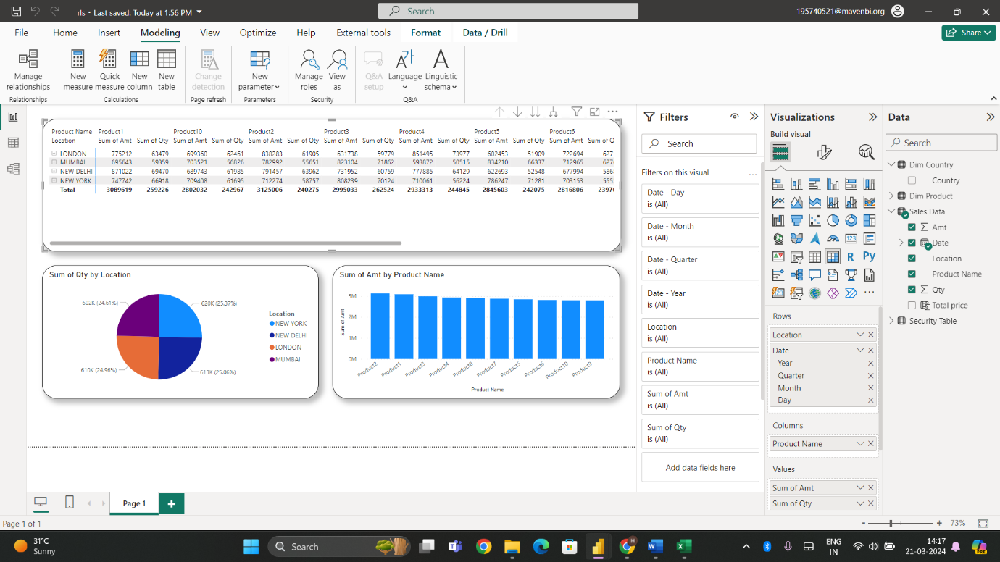 rls • Last saved: Today at 1:56 PM
Search
195740521@mavenbi.org
File Home Insert Modeling View Optimize Help External tools Format Data / Drill
Share
Manage relationships
New measure
Quick measure
New column
New table
Change detection
New parameter
Manage roles
View as
Q&A setup
Language
Linguistic schema
Relationships Calculations Page refresh Parameters Security Q&A
Product Name Product1 Product10 Product2 Product3 Product4 Product5 Product6
Location Sum of Amt Sum of Qty Sum of Amt Sum of Qty Sum of Amt Sum of Qty Sum of Amt Sum of Qty Sum of Amt Sum of Qty Sum of Amt Sum of Qty Sum of Amt Sum of Q
LONDON 775212 63479 699360 62461 838283 61905 631738 59779 851495 73977 602453 51909 722694 627
MUMBAI 695643 59359 703521 56826 782992 55651 823104 71862 593872 50515 834210 66337 712965 627
NEW DELHI 871022 69470 689743 61985 791457 63962 731952 60759 777885 64129 622693 52548 677994 586
NEW YORK 747742 66918 709408 61695 712274 58757 808239 70124 710061 56224 786247 71281 703153 555
Total 3089619 259226 2802032 242967 3125006 240275 2995033 262524 2933313 244845 2845603 242075 2816806 2397
Sum of Qty by Location
602K (24.61%)
620K (25.37%)
610K (24.96%)
613K (25.06%)
Location
NEW YORK
NEW DELHI
LONDON
MUMBAI
Sum of Amt by Product Name
Sum of Amt
3M
2M
1M
0M
Product2 Product1 Product3 Product4 Product8 Product7 Product5 Product6 Product10 Product9
Product Name
Filters
Search
Filters on this visual
Date - Day
is (All)
Date - Month
is (All)
Date - Quarter
is (All)
Date - Year
is (All)
Location
is (All)
Product Name
is (All)
Sum of Amt
is (All)
Sum of Qty
is (All)
Add data fields here
Visualizations
Build visual
123
R
Py
123
Rows
Location
Date
Year
Quarter
Month
Day
Columns
Product Name
Values
Sum of Amt
Sum of Qty
Data
Search
Dim Country
Country
Dim Product
Sales Data
Amt
Date
Location
Product Name
Qty
Total price
Security Table
Page 1
Page 1 of 1
73%
31°C
Sunny
Search
ENG
IN
14:17
21-03-2024